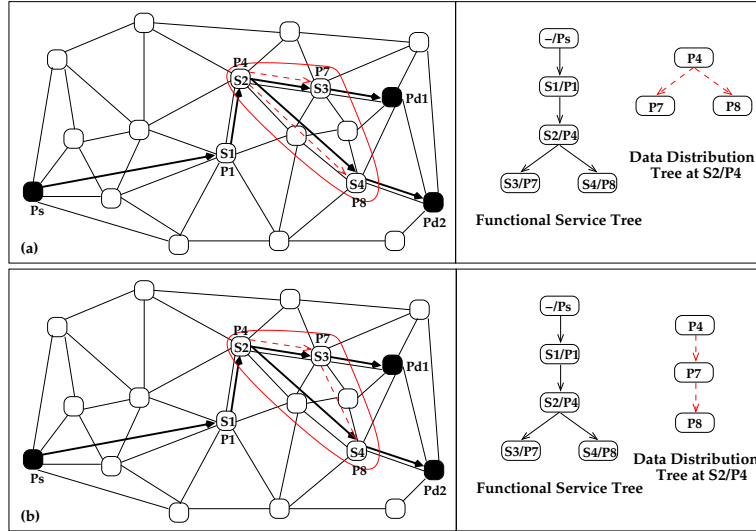 P4
S2
P7
S3
Pd1
S1
P1
S4
P8
Ps
Pd2
(a)
–/Ps
S1/P1
S2/P4
S3/P7
S4/P8
Functional Service Tree
P4
P7
P8
Data Distribution
Tree at S2/P4
P4
S2
P7
S3
Pd1
S1
P1
S4
P8
Ps
Pd2
(b)
–/Ps
S1/P1
S2/P4
S3/P7
S4/P8
Functional Service Tree
P4
P7
P8
Data Distribution
Tree at S2/P4